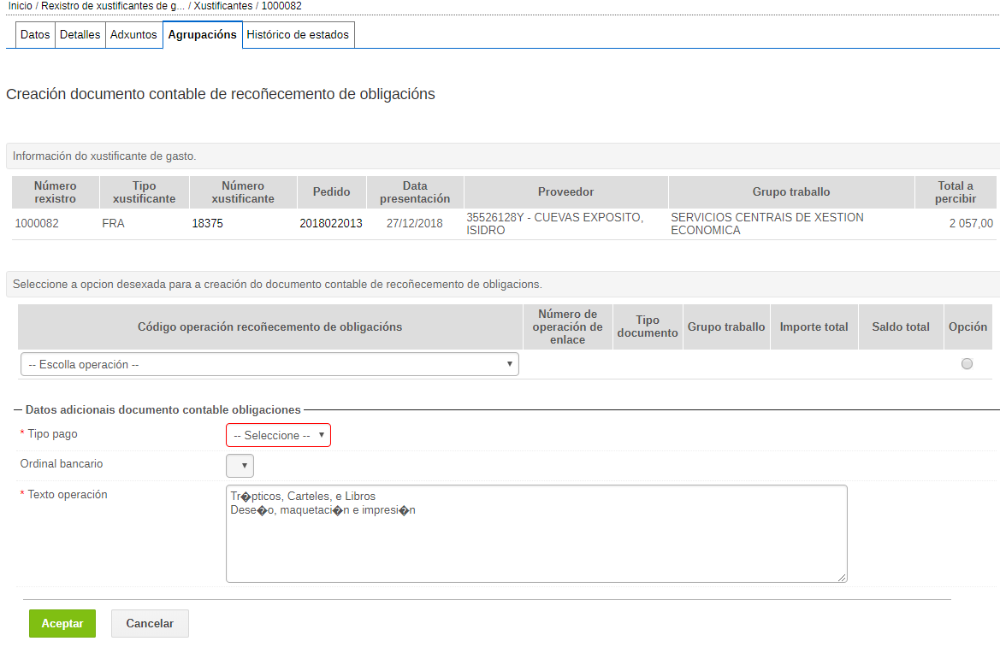 Inicio / Rexistro de xustificantes de g... / Xustificantes / 1000082
Datos Detalles Adxuntos Agrupacións Histórico de estados
Creación documento contable de recoñecemento de obligacións
Información do xustificante de gasto.
Número rexistro Tipo xustificante Número xustificante Pedido Data presentación Proveedor Grupo traballo Total a percibir
1000082 FRA 18375 2018022013 27/12/2018 35526128Y - CUEVAS EXPOSITO, ISIDRO SERVICIOS CENTRAIS DE XESTION ECONOMICA 2 057,00
Seleccione a opcion desexada para a creación do documento contable de recoñecemento de obligacions.
Código operación recoñecemento de obligacións Número de operación de enlace Tipo documento Grupo traballo Importe total Saldo total Opción
-- Escolla operación --
Datos adicionais documento contable obligaciones
* Tipo pago -- Seleccione --
Ordinal bancario
* Texto operación
Tr�pticos, Carteles, e Libros
Dese�o, maquetaci�n e impresi�n
Aceptar Cancelar